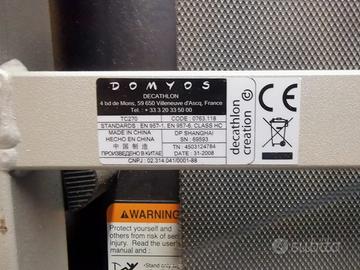 DOMYOS
DECATHLON
4 bd de Mons, 59 650 Villeneuve d'Ascq, France
Tel. : + 33 3 20 33 50 00
TC270 CODE : 0763.118
STANDARDS : EN 957-1, EN 957-6, CLASS HC
MADE IN CHINA DP SHANGHAI
HECHO EN CHINA SN : 69593
中 国 制 造 TN : 4503124784
ПРОИЗВЕДЕНО В КИТАЕ DATE : 31-2008
CNPJ : 02.314.041/0001-88
decathlon
creation ©
CE
WARNING
Protect yourself and
others from risk of seri
injury. Read the user's
manual and:
Stand only